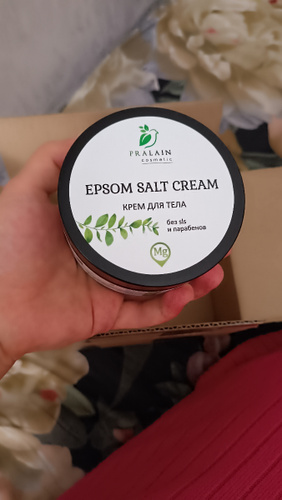 PRALAIN
cosmetic
EPSOM SALT CREAM
КРЕМ ДЛЯ ТЕЛА
без sls
и парабенов
Mg